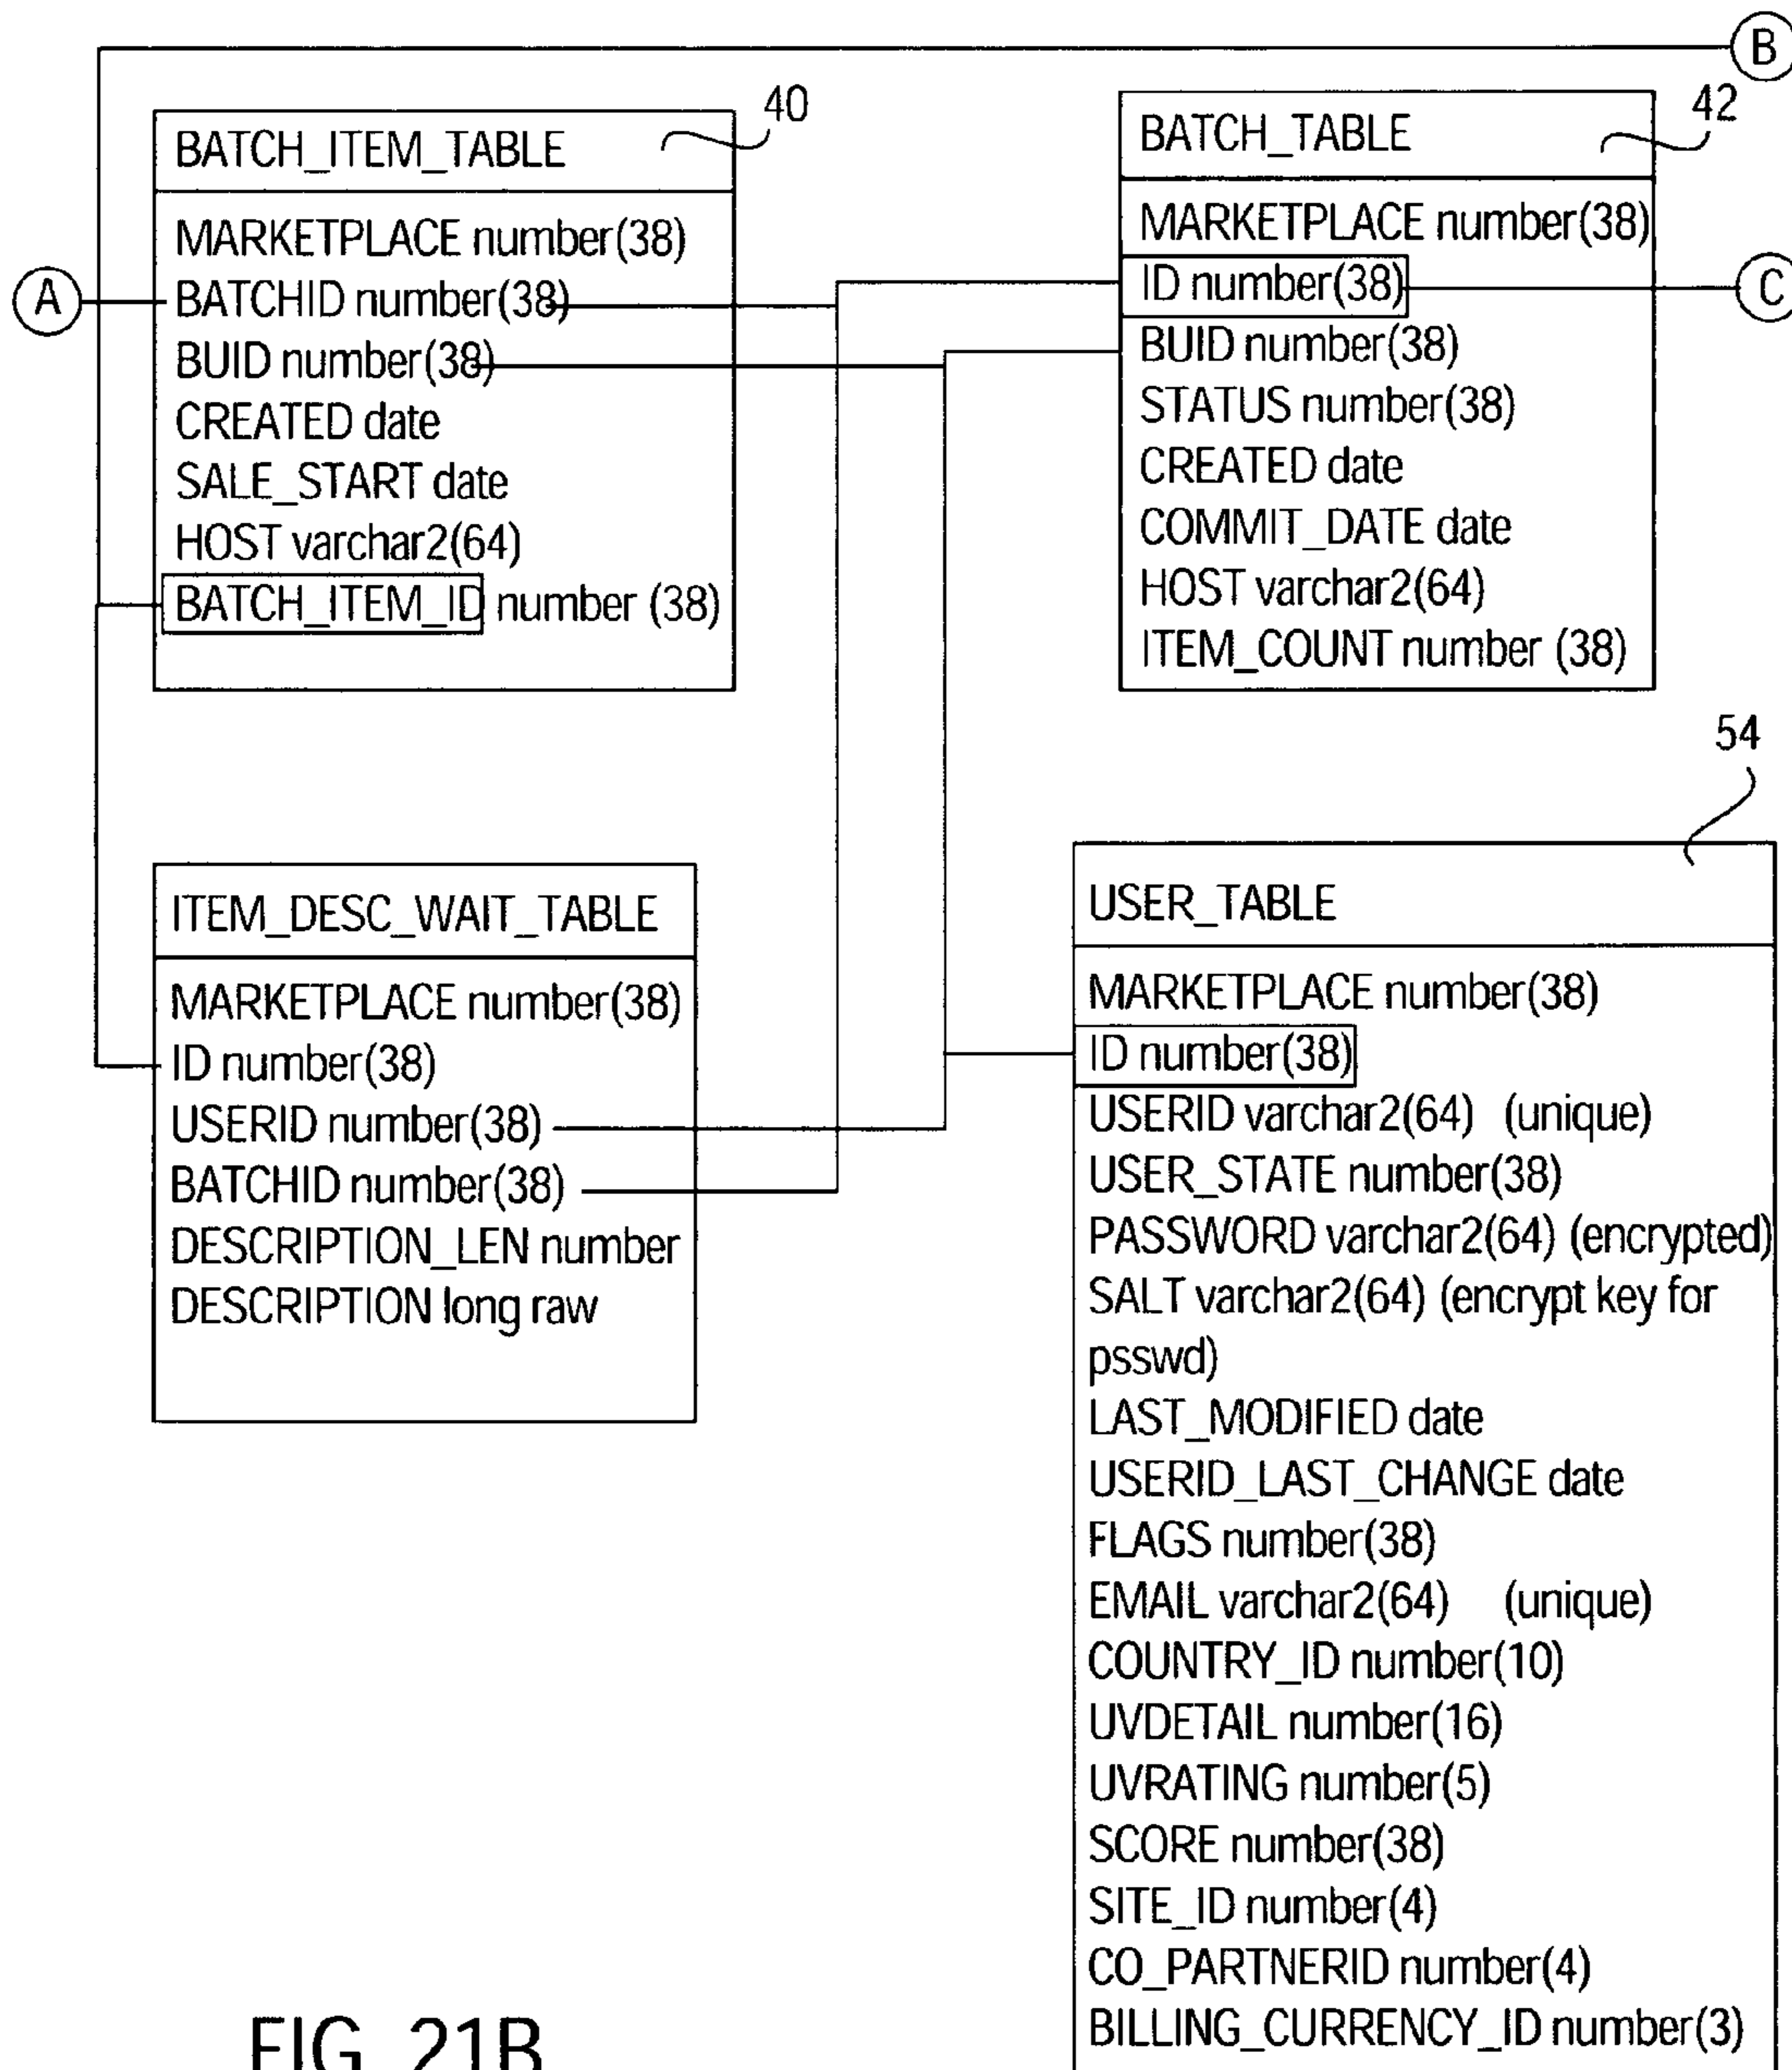 B
40
BATCH_ITEM_TABLE
MARKETPLACE number(38)
A
BATCHID number(38)
BUID number(38)
CREATED date
SALE_START date
HOST varchar2(64)
BATCH_ITEM_ID number (38)
42
BATCH_TABLE
MARKETPLACE number(38)
ID number(38)
C
BUID number(38)
STATUS number(38)
CREATED date
COMMIT_DATE date
HOST varchar2(64)
ITEM_COUNT number (38)
ITEM_DESC_WAIT_TABLE
MARKETPLACE number(38)
ID number(38)
USERID number(38)
BATCHID number(38)
DESCRIPTION_LEN number
DESCRIPTION long raw
54
USER_TABLE
MARKETPLACE number(38)
ID number(38)
USERID varchar2(64) (unique)
USER_STATE number(38)
PASSWORD varchar2(64) (encrypted)
SALT varchar2(64) (encrypt key for
psswd)
LAST_MODIFIED date
USERID_LAST_CHANGE date
FLAGS number(38)
EMAIL varchar2(64) (unique)
COUNTRY_ID number(10)
UVDETAIL number(16)
UVRATING number(5)
SCORE number(38)
SITE_ID number(4)
CO_PARTNERID number(4)
BILLING_CURRENCY_ID number(3)
FIG. 21B